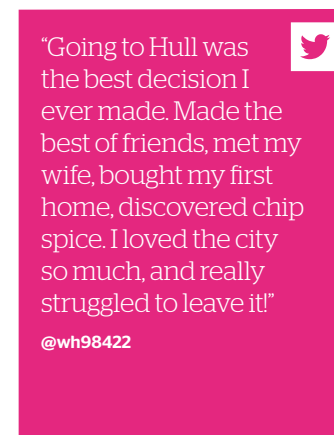 “Going to Hull was
the best decision I
ever made. Made the
best of friends, met my
wife, bought my first
home, discovered chip
spice. I loved the city
so much, and really
struggled to leave it!”
@wh98422